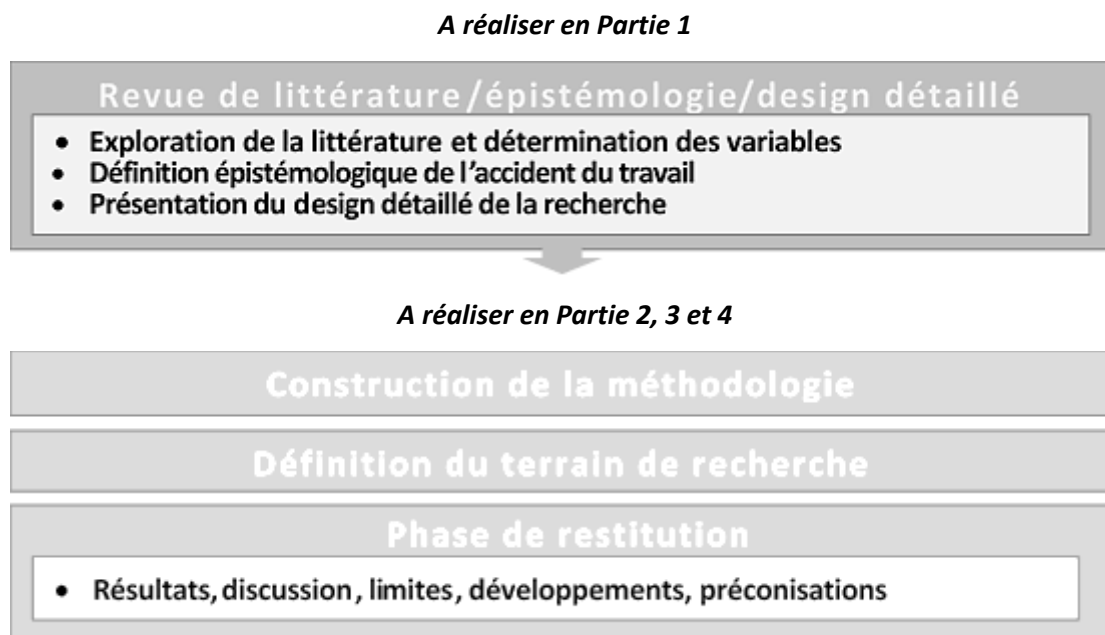 A réaliser en Partie 1
Revue de littérature/épistémologie/design détaillé
• Exploration de la littérature et détermination des variables
• Définition épistémologique de l'accident du travail
• Présentation du design détaillé de la recherche
A réaliser en Partie 2, 3 et 4
Construction de la méthodologie
Définition du terrain de recherche
Phase de restitution
• Résultats, discussion, limites, développements, préconisations